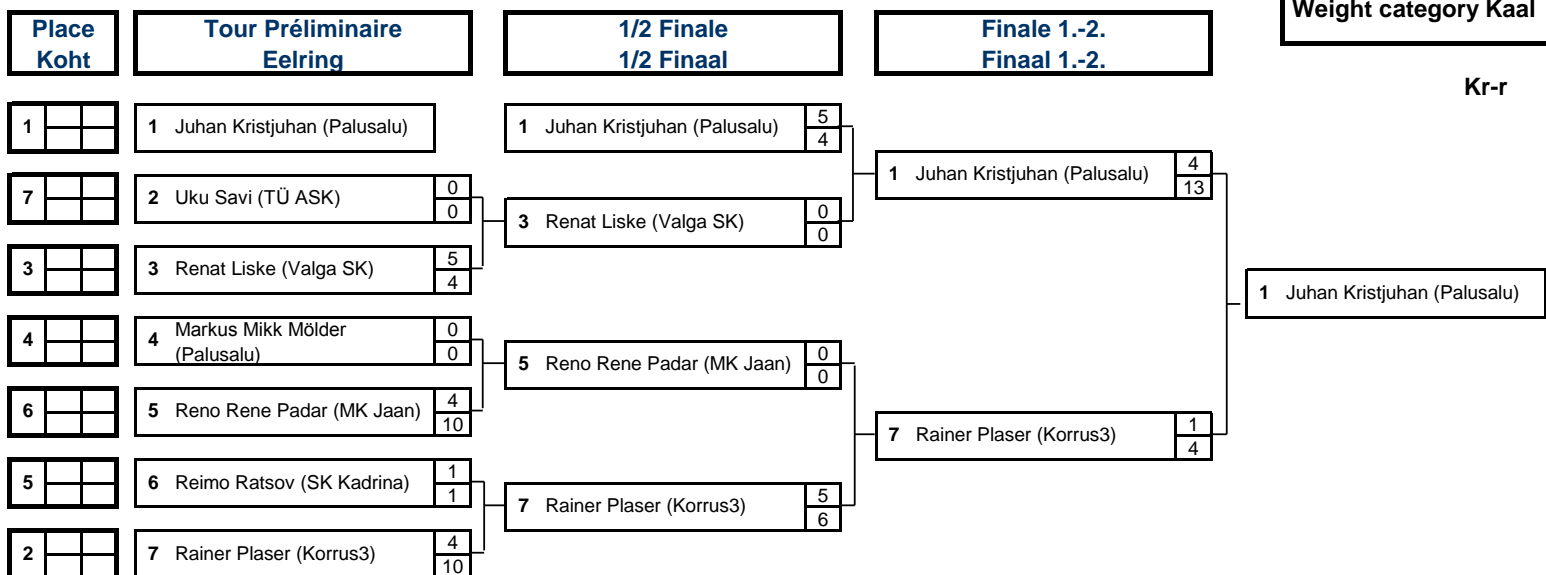 Weight category Kaal
Place
Koht
Tour Préliminaire
Eelring
1/2 Finale
1/2 Finaal
Finale 1.-2.
Finaal 1.-2.
Kr-r
1
1 Juhan Kristjuhan (Palusalu)
1 Juhan Kristjuhan (Palusalu) 5
4
1 Juhan Kristjuhan (Palusalu) 4
13
7
2 Uku Savi (TÜ ASK) 0
0
3 Renat Liske (Valga SK) 0
0
3
3 Renat Liske (Valga SK) 5
4
1 Juhan Kristjuhan (Palusalu)
4
4 Markus Mikk Mölder
(Palusalu) 0
0
5 Reno Rene Padar (MK Jaan) 0
0
6
5 Reno Rene Padar (MK Jaan) 4
10
7 Rainer Plaser (Korrus3) 1
4
5
6 Reimo Ratsov (SK Kadrina) 1
1
7 Rainer Plaser (Korrus3) 5
6
2
7 Rainer Plaser (Korrus3) 4
10